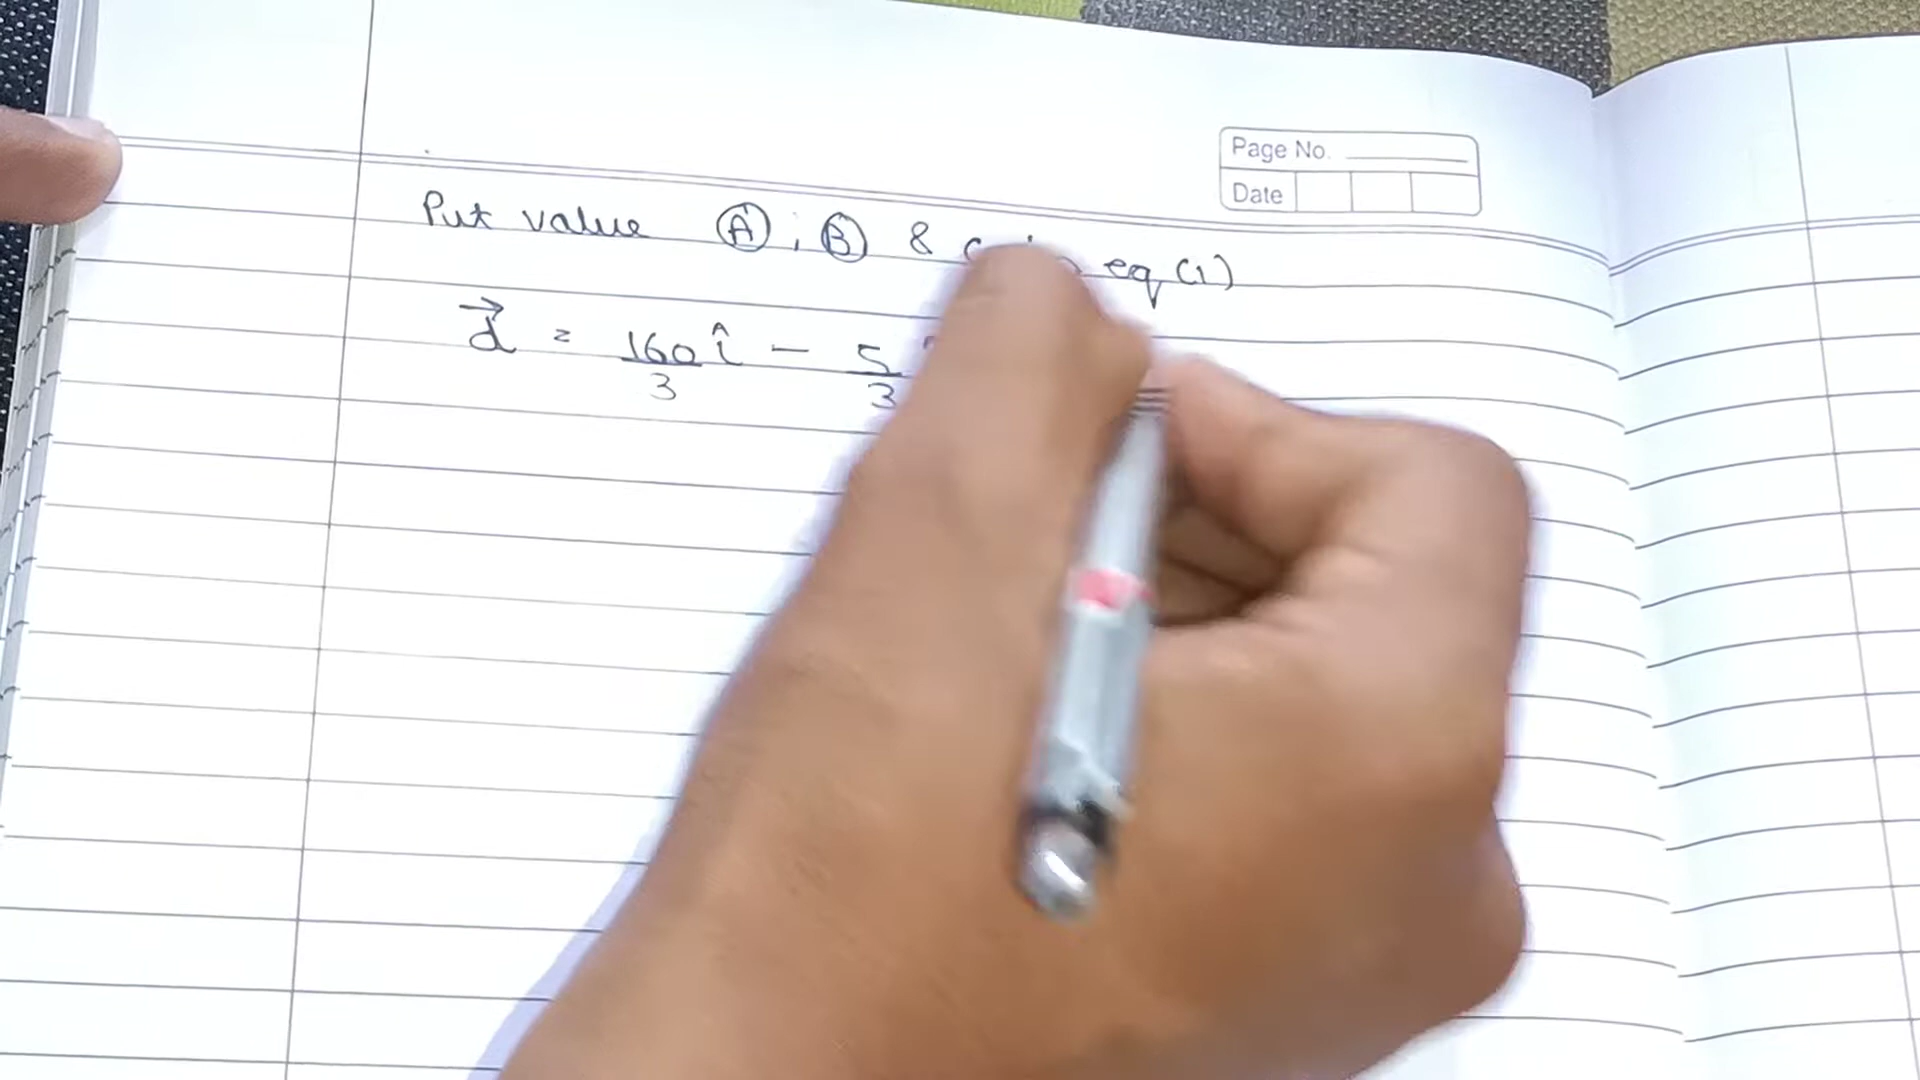 Page No.
Date
Put value Ⓐ, Ⓑ & eq (1)
d⃗ = 160/3 î - 5/3